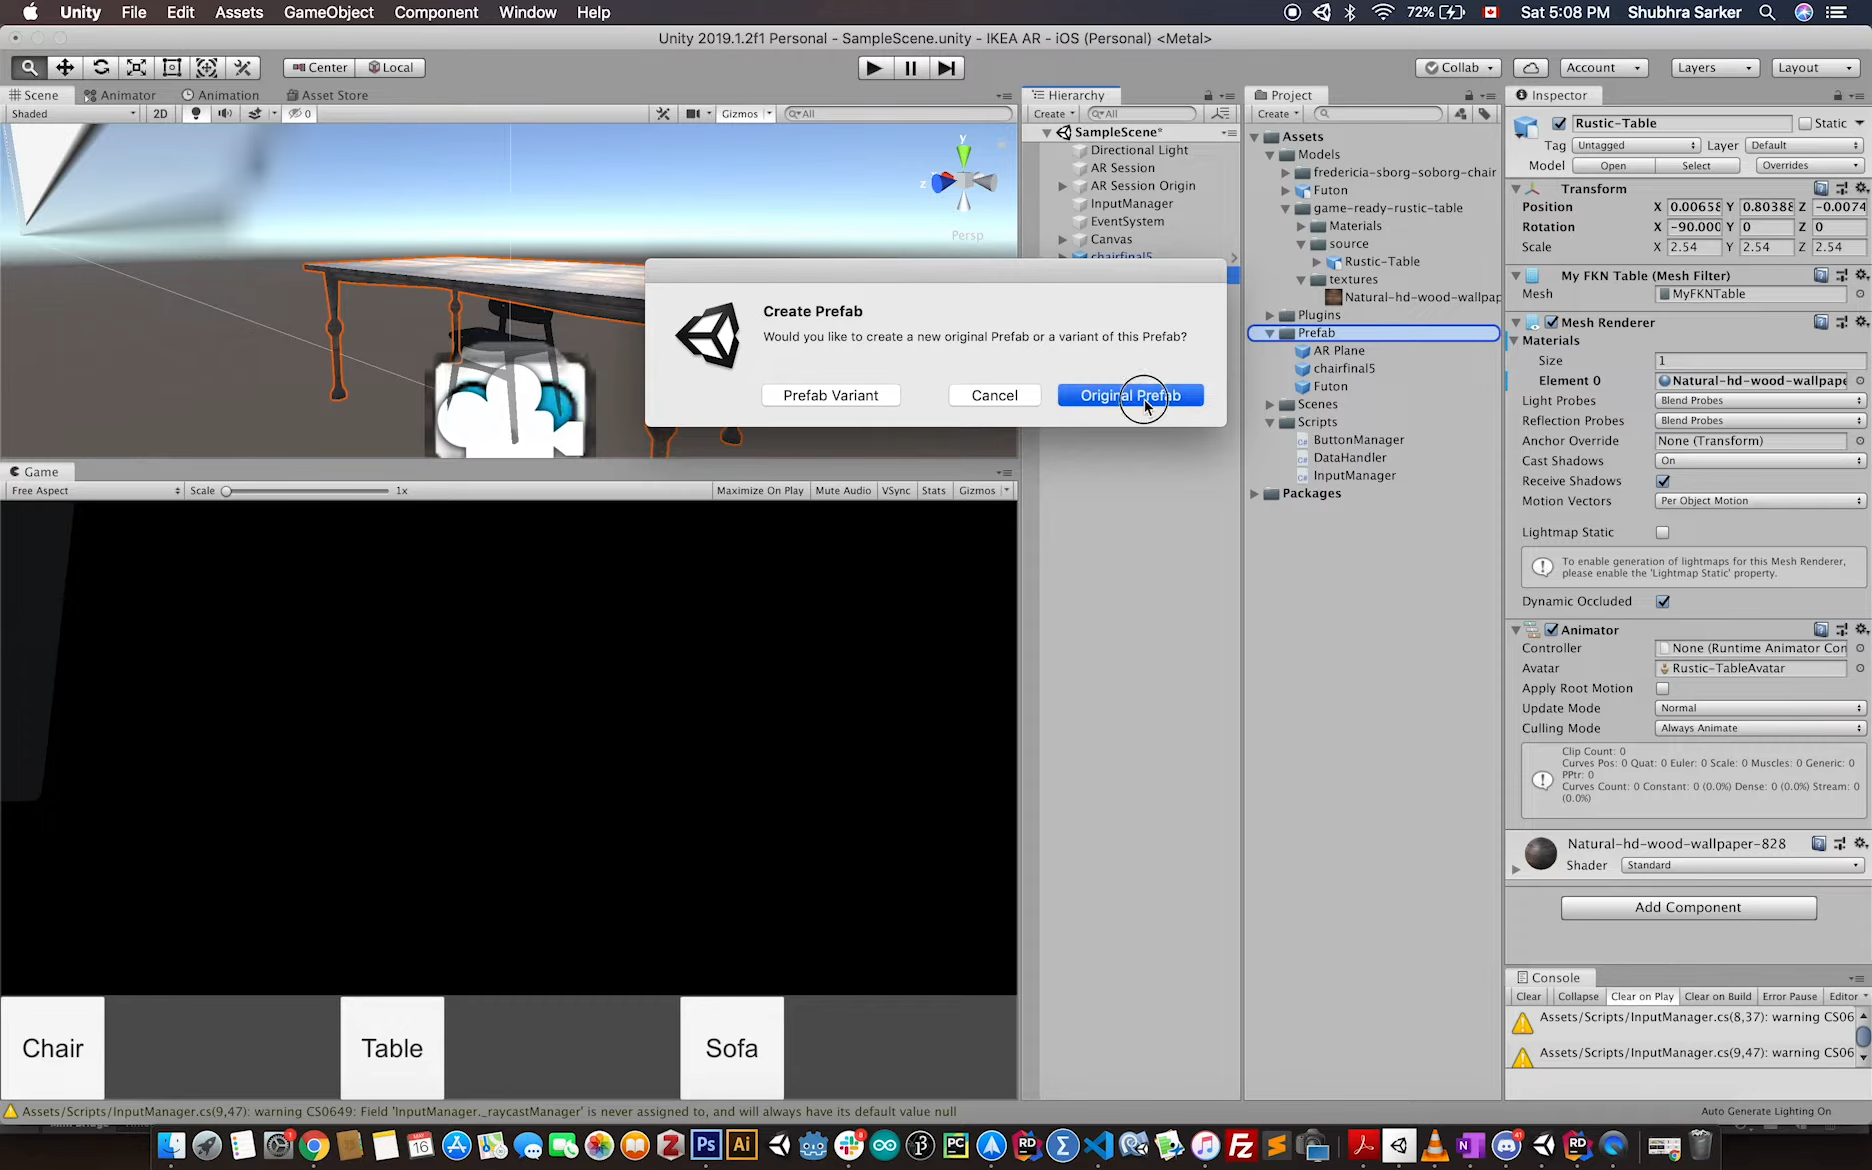 Unity File Edit Assets GameObject Component Window Help
72% Sat 5:08 PM Shubhra Sarker
Unity 2019.1.2f1 Personal - SampleScene.unity - IKEA AR - iOS (Personal) <Metal>
Center Local
Collab Account Layers Layout
Scene Animator Animation Asset Store
Shaded 2D 0 Gizmos All
y
z
Persp
Hierarchy
Create All
SampleScene*
Directional Light
AR Session
AR Session Origin
InputManager
EventSystem
Canvas
chairfinal5
Project
Create
Assets
Models
fredericia-sborg-soborg-chair
Futon
game-ready-rustic-table
Materials
source
Rustic-Table
textures
Natural-hd-wood-wallpap
Plugins
Prefab
AR Plane
chairfinal5
Futon
Scenes
Scripts
ButtonManager
DataHandler
InputManager
Packages
Create Prefab
Would you like to create a new original Prefab or a variant of this Prefab?
Prefab Variant Cancel Original Prefab
Inspector
Rustic-Table Static
Tag Untagged Layer Default
Model Open Select Overrides
Transform
Position X 0.00658 Y 0.80388 Z -0.0074
Rotation X -90.000 Y 0 Z 0
Scale X 2.54 Y 2.54 Z 2.54
My FKN Table (Mesh Filter)
Mesh MyFKNTable
Mesh Renderer
Materials
Size 1
Element 0 Natural-hd-wood-wallpape
Light Probes Blend Probes
Reflection Probes Blend Probes
Anchor Override None (Transform)
Cast Shadows On
Receive Shadows
Motion Vectors Per Object Motion
Lightmap Static
To enable generation of lightmaps for this Mesh Renderer,
please enable the 'Lightmap Static' property.
Dynamic Occluded
Animator
Controller None (Runtime Animator Con
Avatar Rustic-TableAvatar
Apply Root Motion
Update Mode Normal
Culling Mode Always Animate
Clip Count: 0
Curves Pos: 0 Quat: 0 Euler: 0 Scale: 0 Muscles: 0 Generic: 0
PPtr: 0
Curves Count: 0 Constant: 0 (0.0%) Dense: 0 (0.0%) Stream: 0
(0.0%)
Natural-hd-wood-wallpaper-828
Shader Standard
Add Component
Game
Free Aspect Scale 1x Maximize On Play Mute Audio VSync Stats Gizmos
Chair Table Sofa
Console
Clear Collapse Clear on Play Clear on Build Error Pause Editor
Assets/Scripts/InputManager.cs(8,37): warning CS06
Assets/Scripts/InputManager.cs(9,47): warning CS06
Assets/Scripts/InputManager.cs(9,47): warning CS0649: Field 'InputManager._raycastManager' is never assigned to, and will always have its default value null
Auto Generate Lighting On